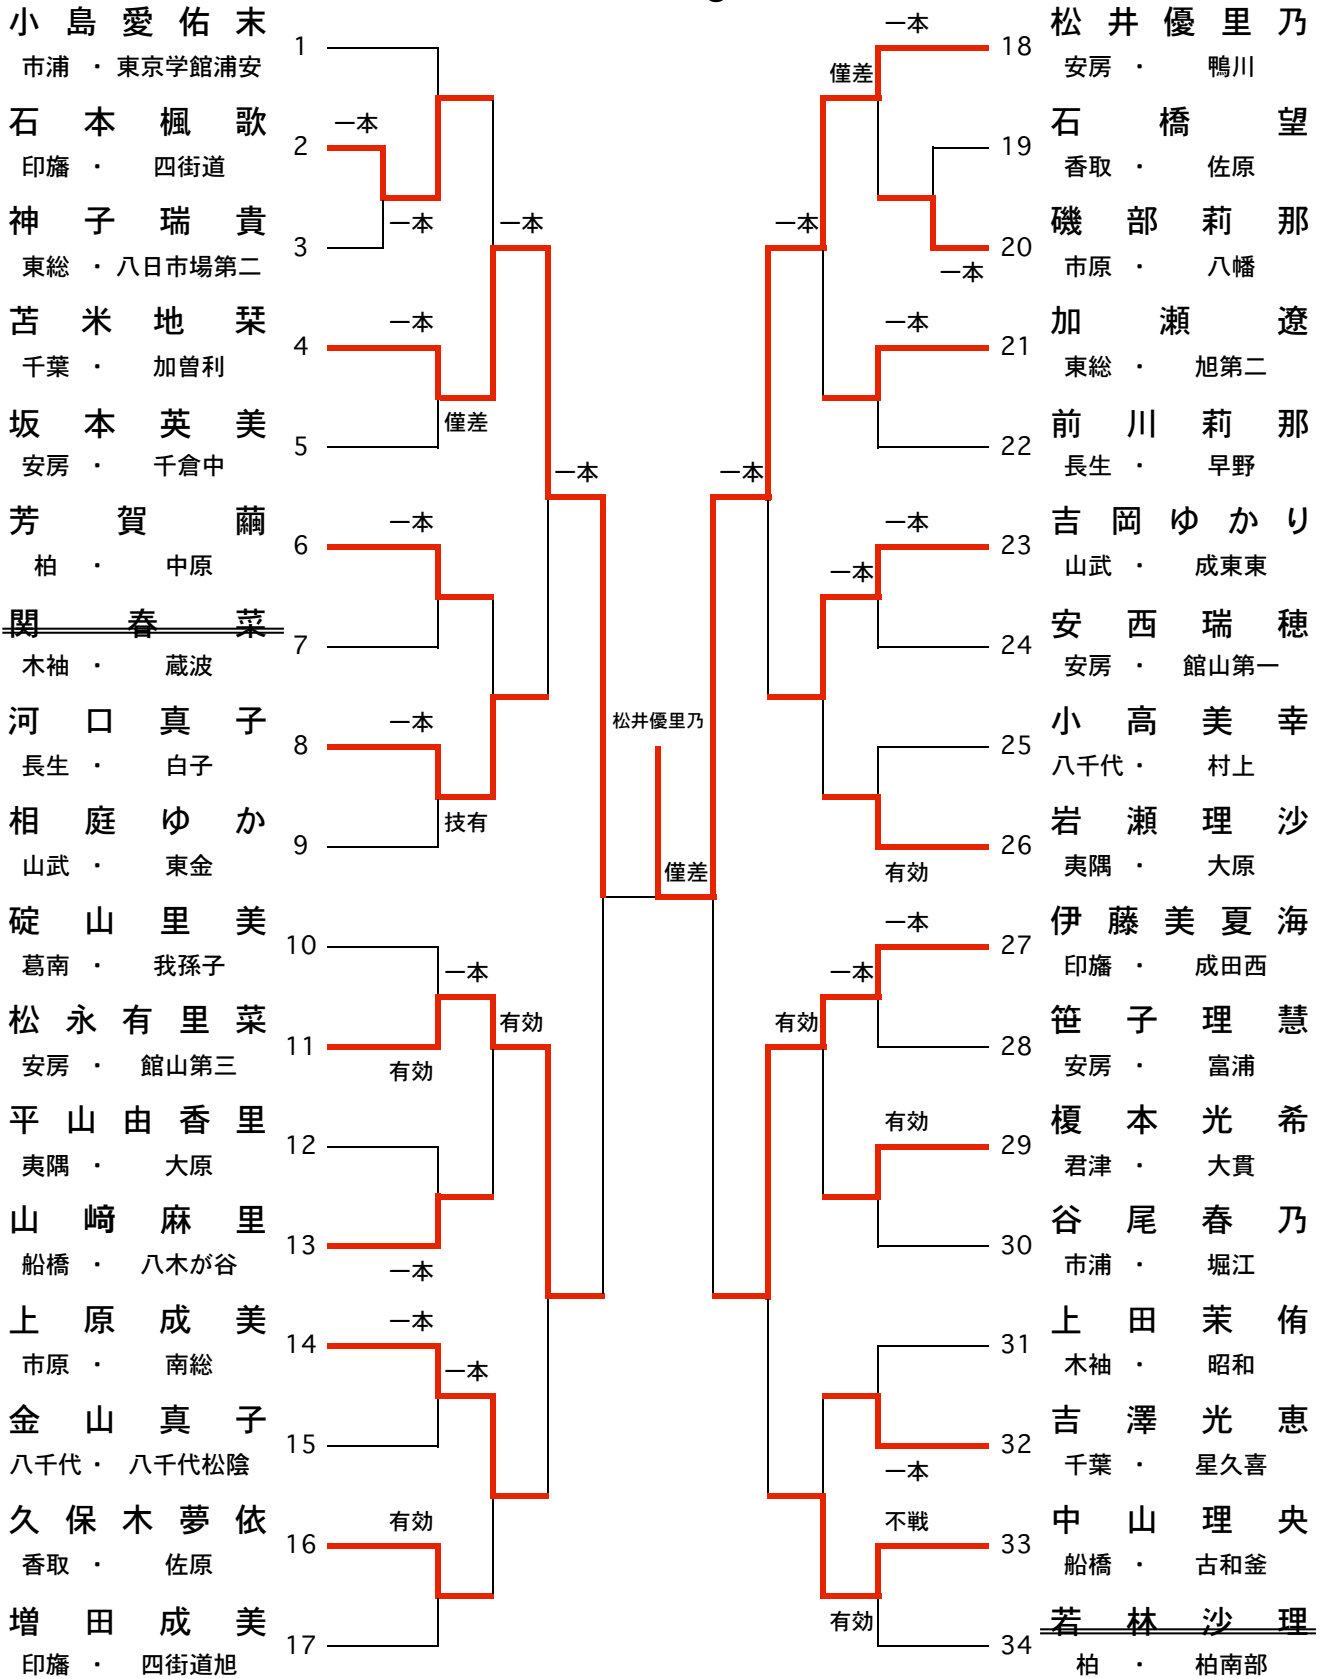 g
小島愛佑末
1
市浦・東京学館浦安
石本楓歌
2
印旛・四街道
神子瑞貴
3
東総・八日市場第二
苫米地栞
4
千葉・加曽利
坂本英美
5
安房・千倉中
芳賀繭
6
柏・中原
関春菜
7
木袖・蔵波
河口真子
8
長生・白子
相庭ゆか
9
山武・東金
碇山里美
10
葛南・我孫子
松永有里菜
11
安房・館山第三
平山由香里
12
夷隅・大原
山﨑麻里
13
船橋・八木が谷
上原成美
14
市原・南総
金山真子
15
八千代・八千代松陰
久保木夢依
16
香取・佐原
増田成美
17
印旛・四街道旭
一本
一本
一本
一本
僅差
一本
一本
一本
技有
一本
有効
有効
一本
一本
一本
有効
松井優里乃
僅差
一本
僅差
一本
一本
一本
一本
一本
一本
有効
一本
一本
有効
有効
一本
不戦
有効
松井優里乃
18
安房・鴨川
石橋望
19
香取・佐原
磯部莉那
20
市原・八幡
加瀬遼
21
東総・旭第二
前川莉那
22
長生・早野
吉岡ゆかり
23
山武・成東東
安西瑞穂
24
安房・館山第一
小高美幸
25
八千代・村上
岩瀬理沙
26
夷隅・大原
伊藤美夏海
27
印旛・成田西
笹子理慧
28
安房・富浦
榎本光希
29
君津・大貫
谷尾春乃
30
市浦・堀江
上田茉侑
31
木袖・昭和
吉澤光恵
32
千葉・星久喜
中山理央
33
船橋・古和釜
若林沙理
34
柏・柏南部